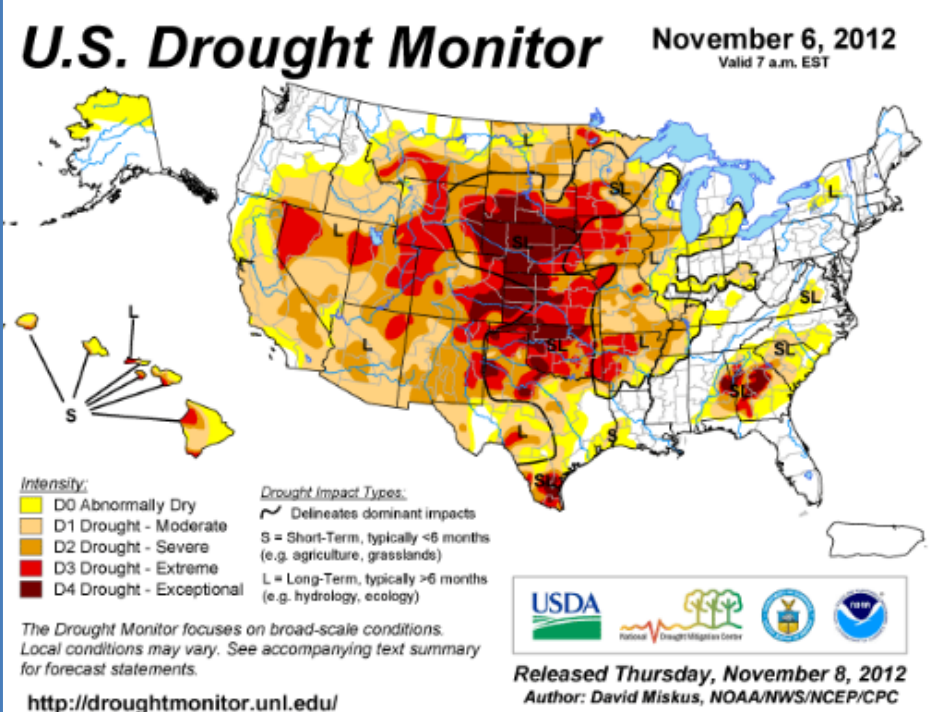 U.S. Drought Monitor
November 6, 2012
Valid 7 a.m. EST
L
SL
L
L
SL
L
SL
L
SL
L
SL
SL
L
S
L
SL
S
Intensity:
D0 Abnormally Dry
D1 Drought - Moderate
D2 Drought - Severe
D3 Drought - Extreme
D4 Drought - Exceptional
Drought Impact Types:
Delineates dominant impacts
S = Short-Term, typically <6 months
(e.g. agriculture, grasslands)
L = Long-Term, typically >6 months
(e.g. hydrology, ecology)
The Drought Monitor focuses on broad-scale conditions.
Local conditions may vary. See accompanying text summary
for forecast statements.
http://droughtmonitor.unl.edu/
USDA
National Drought Mitigation Center
noaa
Released Thursday, November 8, 2012
Author: David Miskus, NOAA/NWS/NCEP/CPC